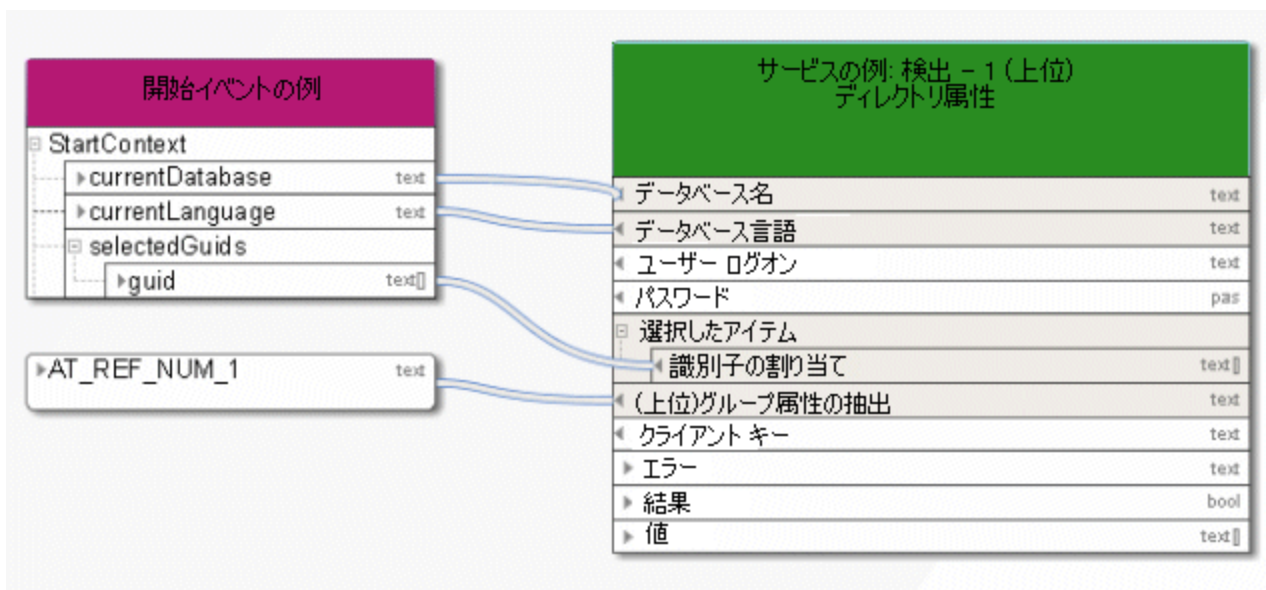 開始イベントの例
StartContext
currentDatabase text
currentLanguage text
selectedGuids
guid text[]
AT_REF_NUM_1 text
サービスの例: 検出 - 1 (上位)
ディレクトリ属性
データベース名 text
データベース言語 text
ユーザー ログオン text
パスワード pas
選択したアイテム
識別子の割り当て text[]
(上位)グループ属性の抽出 text
クライアント キー text
エラー text
結果 bool
値 text[]